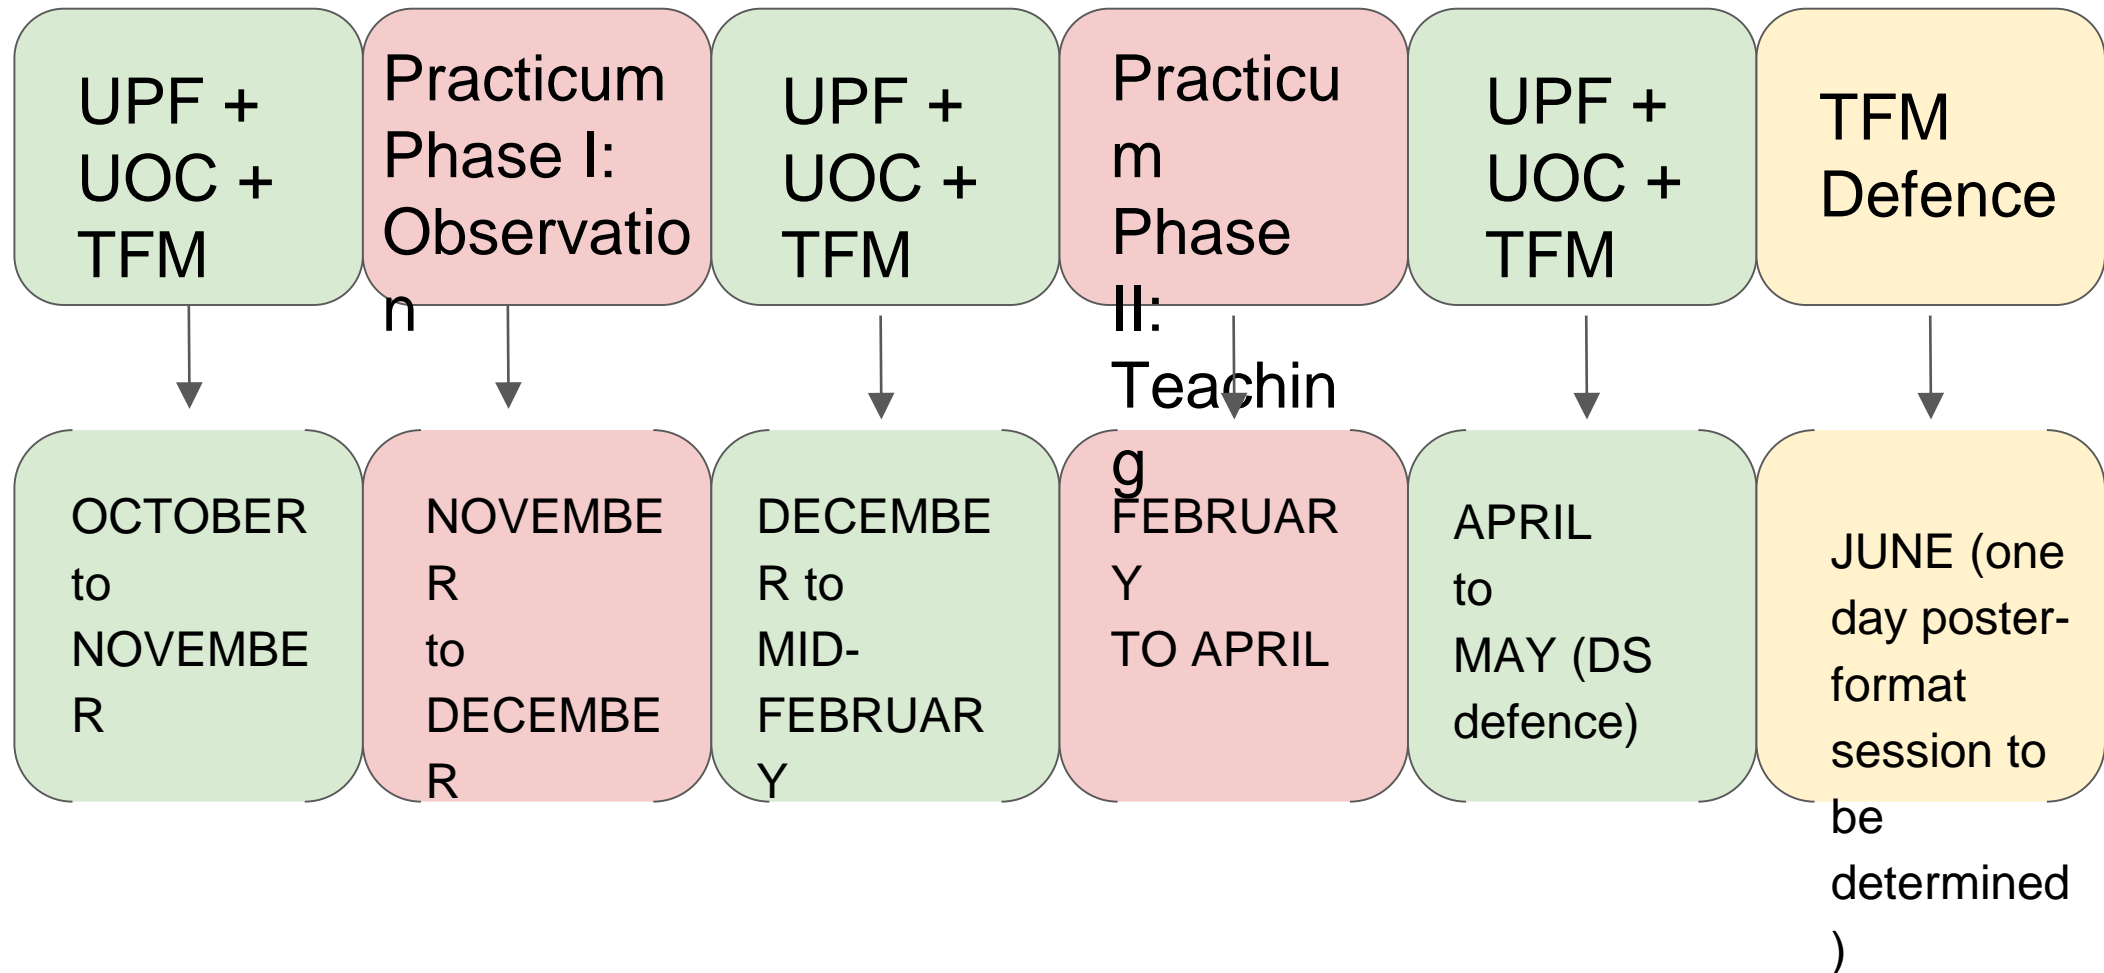 UPF +
UOC +
TFM
Practicum
Phase I:
Observatio
n
UPF +
UOC +
TFM
Practicu
m
Phase
II:
Teachin
g
UPF +
UOC +
TFM
TFM
Defence
OCTOBER
to
NOVEMBE
R
NOVEMBE
R
to
DECEMBE
R
DECEMBE
R to
MID-
FEBRUAR
Y
FEBRUAR
Y
TO APRIL
APRIL
to
MAY (DS
defence)
JUNE (one
day poster-
format
session to
be
determined
)